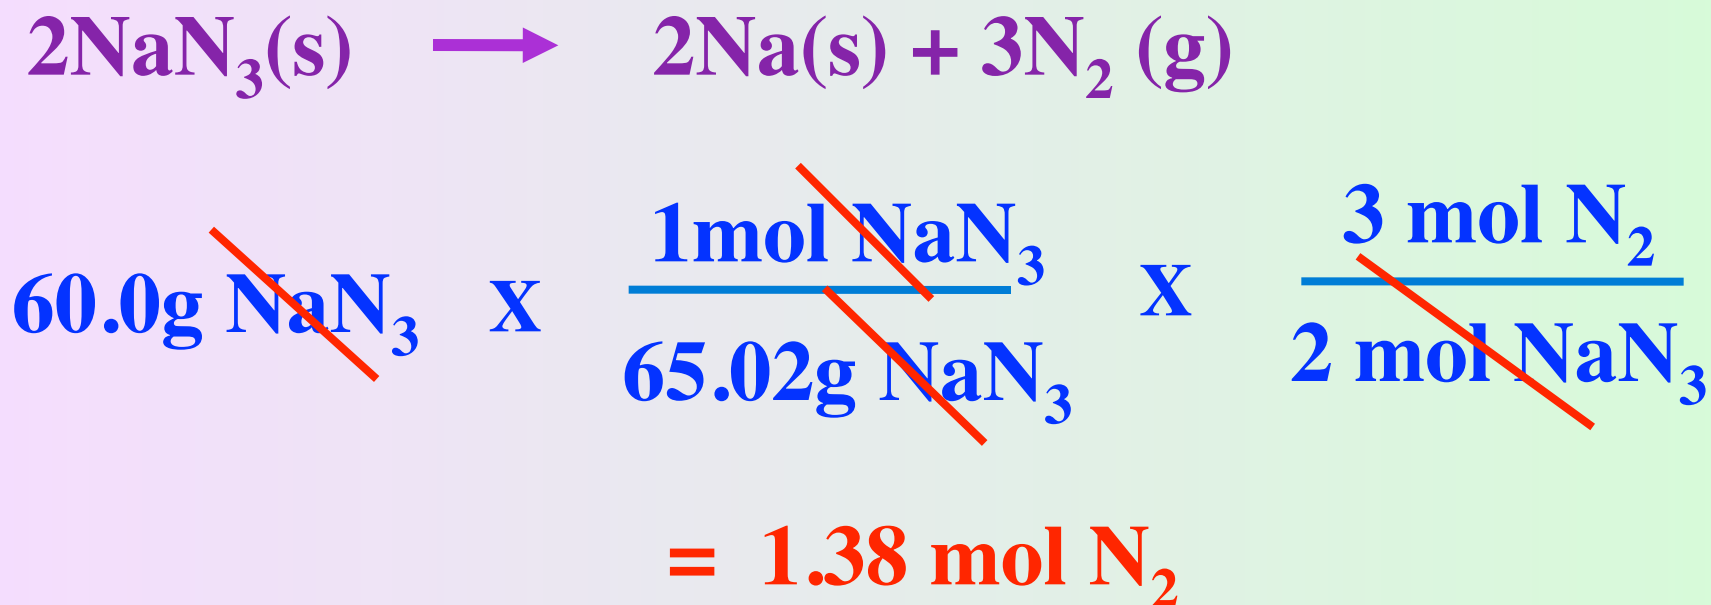 2NaN₃(s) → 2Na(s) + 3N₂ (g)
60.0g NaN₃ X 1mol NaN₃ / 65.02g NaN₃ X 3 mol N₂ / 2 mol NaN₃
= 1.38 mol N₂